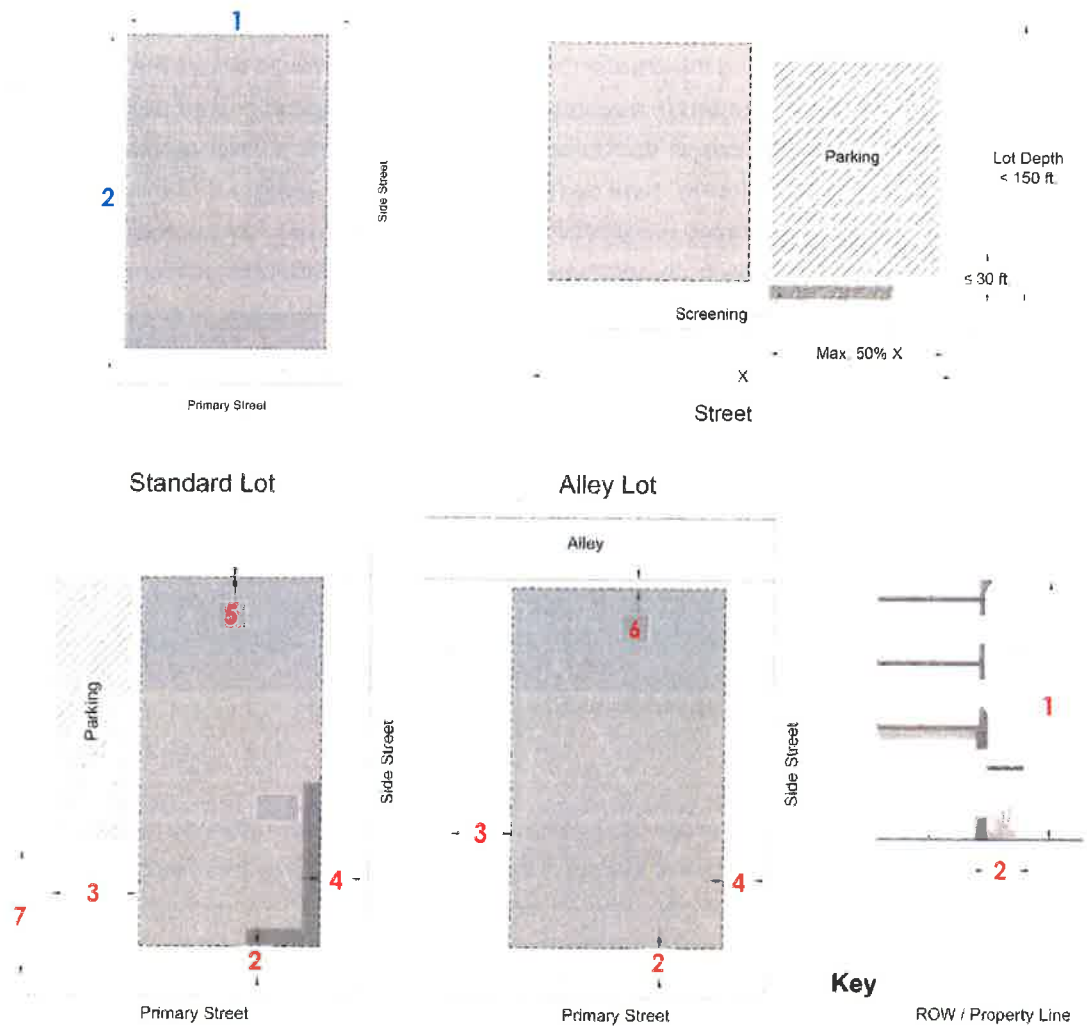 1
2
Side Street
Primary Street
Parking
Lot Depth
< 150 ft.
≤ 30 ft.
Screening
Max. 50% X
X
Street
Standard Lot
Alley Lot
Alley
5
Parking
Side Street
3
4
7
2
Primary Street
6
Side Street
3
4
2
Primary Street
1
2
Key
ROW / Property Line